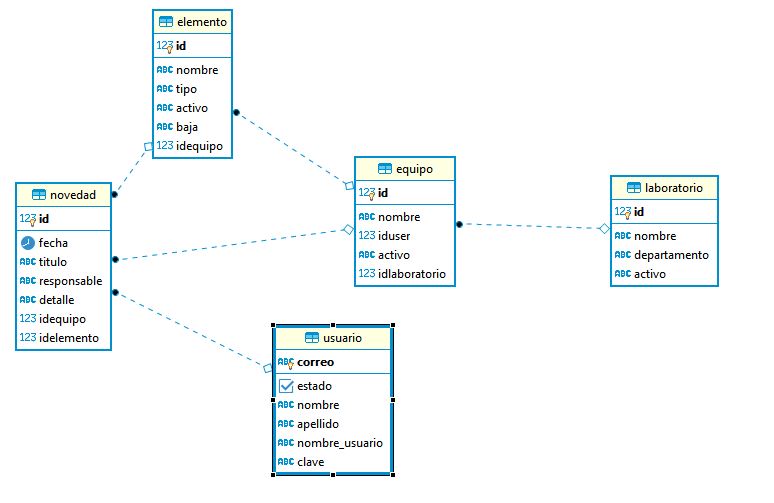 elemento
123 id
ABC nombre
ABC tipo
ABC activo
ABC baja
123 idequipo
novedad
123 id
fecha
ABC titulo
ABC responsable
ABC detalle
123 idequipo
123 idelemento
equipo
123 id
ABC nombre
123 iduser
ABC activo
123 idlaboratorio
laboratorio
123 id
ABC nombre
ABC departamento
ABC activo
usuario
ABC correo
estado
ABC nombre
ABC apellido
ABC nombre_usuario
ABC clave